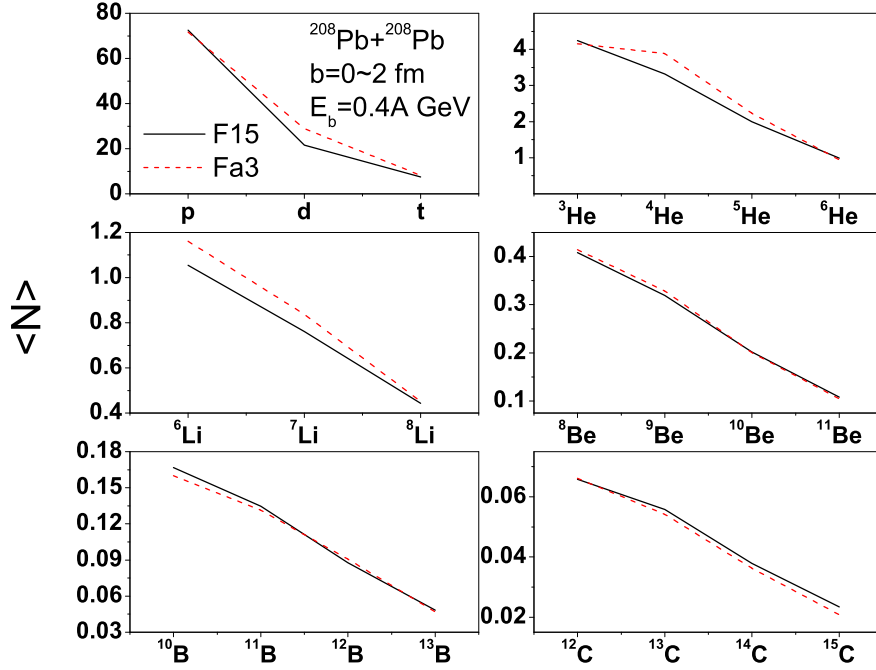 <N>
80
60
40
20
0
p d t
²⁰⁸Pb+²⁰⁸Pb
b=0~2 fm
E_b=0.4A GeV
F15
Fa3
4
3
2
1
³He ⁴He ⁵He ⁶He
1.2
1.0
0.8
0.6
0.4
⁶Li ⁷Li ⁸Li
0.4
0.3
0.2
0.1
⁸Be ⁹Be ¹⁰Be ¹¹Be
0.18
0.15
0.12
0.09
0.06
0.03
¹⁰B ¹¹B ¹²B ¹³B
0.06
0.04
0.02
¹²C ¹³C ¹⁴C ¹⁵C